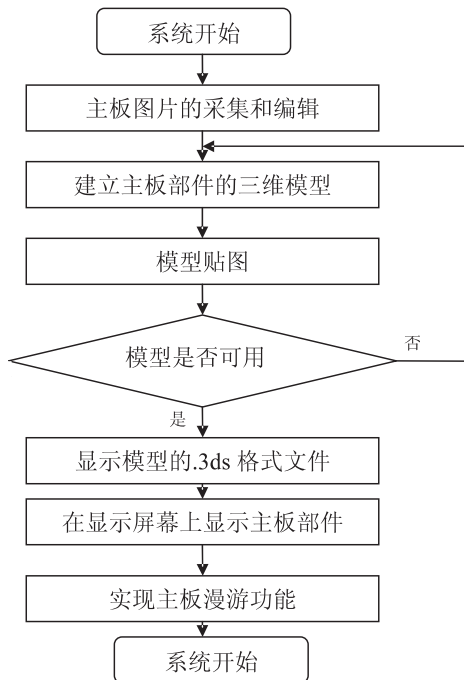 系统开始
主板图片的采集和编辑
建立主板部件的三维模型
模型贴图
模型是否可用
否
是
显示模型的.3ds 格式文件
在显示屏幕上显示主板部件
实现主板漫游功能
系统开始